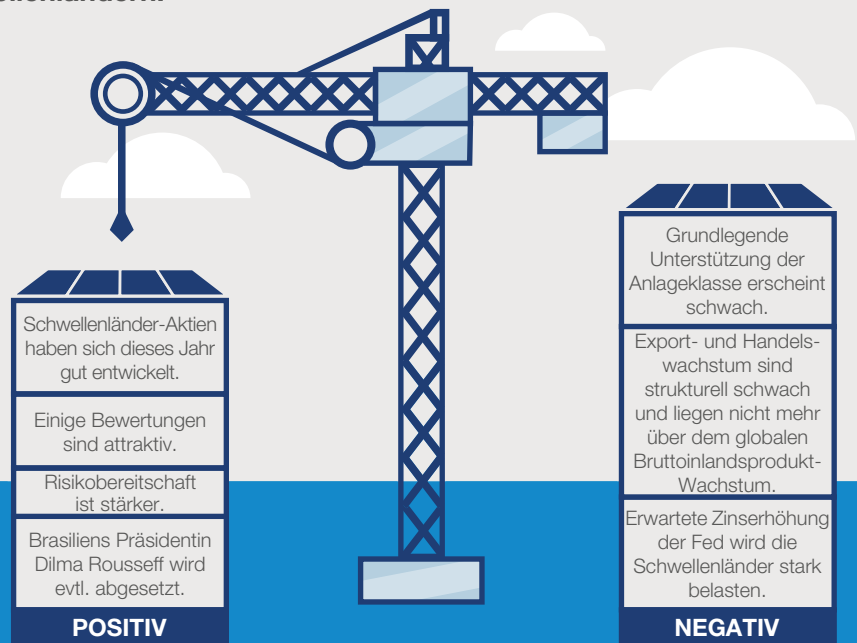 Schwellenländer-Aktien
haben sich dieses Jahr
gut entwickelt.
Einige Bewertungen
sind attraktiv.
Risikobereitschaft
ist stärker.
Brasiliens Präsidentin
Dilma Rousseff wird
evtl. abgesetzt.
POSITIV
Grundlegende
Unterstützung der
Anlageklasse erscheint
schwach.
Export- und Handels-
wachstum sind
strukturell schwach
und liegen nicht mehr
über dem globalen
Bruttoinlandsprodukt-
Wachstum.
Erwartete Zinserhöhung
der Fed wird die
Schwellenländer stark
belasten.
NEGATIV